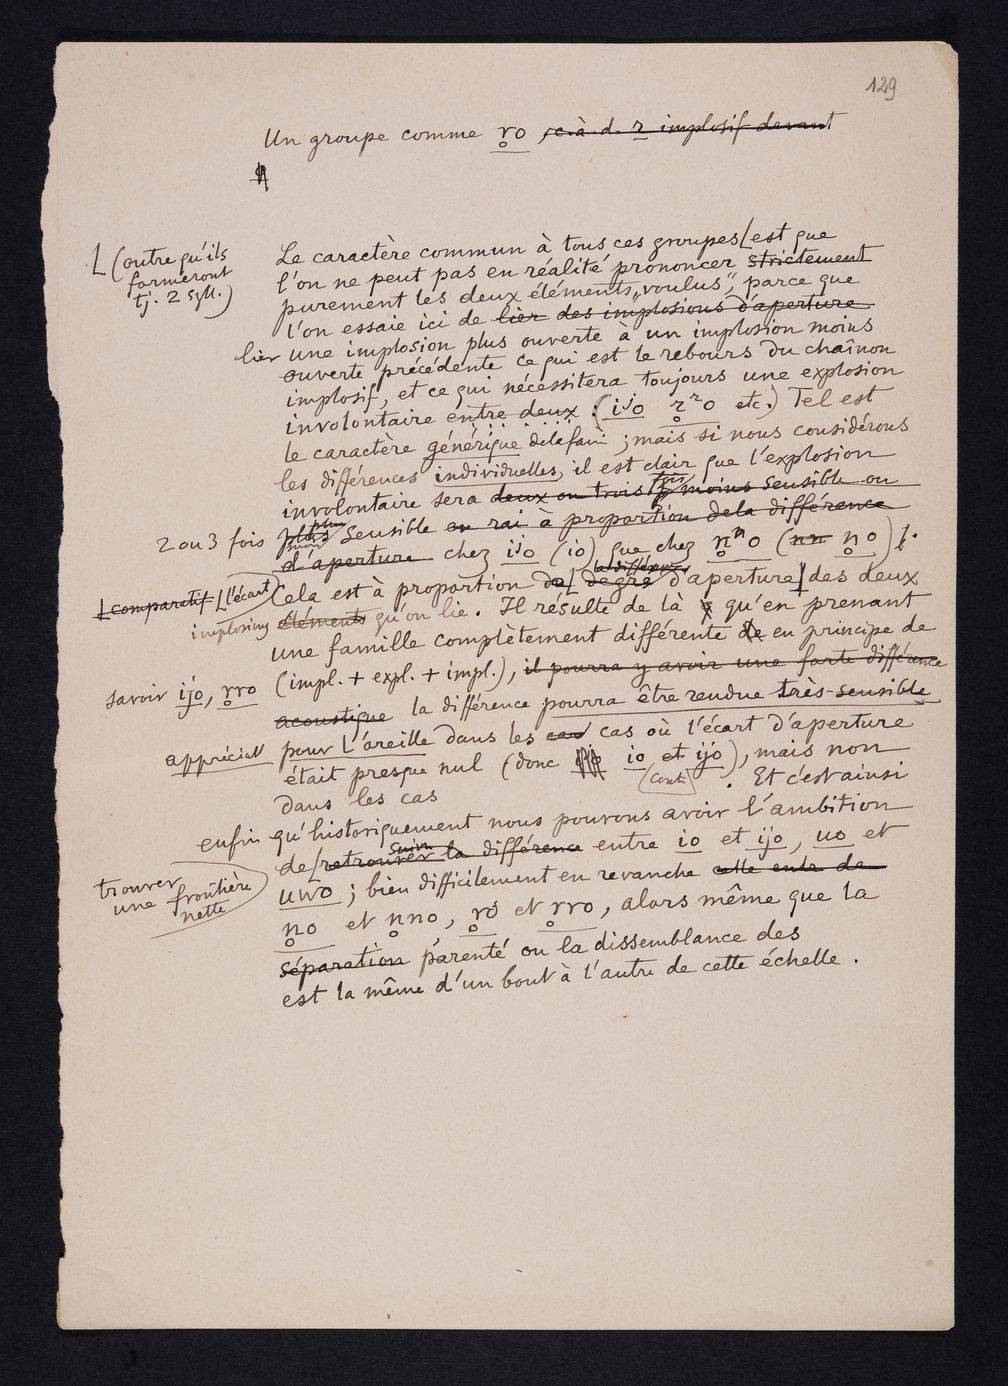 129
Un groupe comme r̥o , c. à. d. r implosif devant
Le caractère commun à tous ces groupes [est que
[ (outre qu'ils
formeront
tj. 2 syll.)
l'on ne peut pas en réalité prononcer strictement
purement les deux éléments „voulus", parce que
l'on essaie ici de lier des implosions d'aperture
lier une implosion plus ouverte à un implosion moins
ouverte précédente ce qui est le rebours du chaînon
implosif, et ce qui nécessitera toujours une explosion
involontaire entre deux : (iʲo r̥ʳo etc.) Tel est
le caractère générique ; mais si nous considérons
les différences individuelles, il est clair que l'explosion
involontaire sera deux ou trois fois moins sensible ou
2 ou 3 fois plus sensible en rai à proportion de la différence
d'aperture chez iʲo (io) que chez n̥ⁿo (nn n̥o).
[comparatif [l'écart
Cela est à proportion du [ degré la différence d'aperture des deux
implosions éléments qu'on lie. Il résulte de là qu'en prenant
une famille complètement différente de en principe de
savoir ijo, r̥ro
(impl. + expl. + impl.), il pourra y avoir une forte différence
acoustique la différence pourra être rendue très-sensible
appréciabl pour l'oreille dans les cas cas où l'écart d'aperture
était presque nul (donc io et ijo), mais non
dans les cas (cont.) . Et c'est ainsi
enfin qu'historiquement nous pouvons avoir l'ambition
de [retrouver suivre la différence entre io et ijo, uo et
trouver
une frontière
nette
uwo ; bien difficilement en revanche celle entre de
n̥o et n̥no, r̥o et r̥ro, alors même que la
séparation parenté ou la dissemblance des
est la même d'un bout à l'autre de cette échelle.